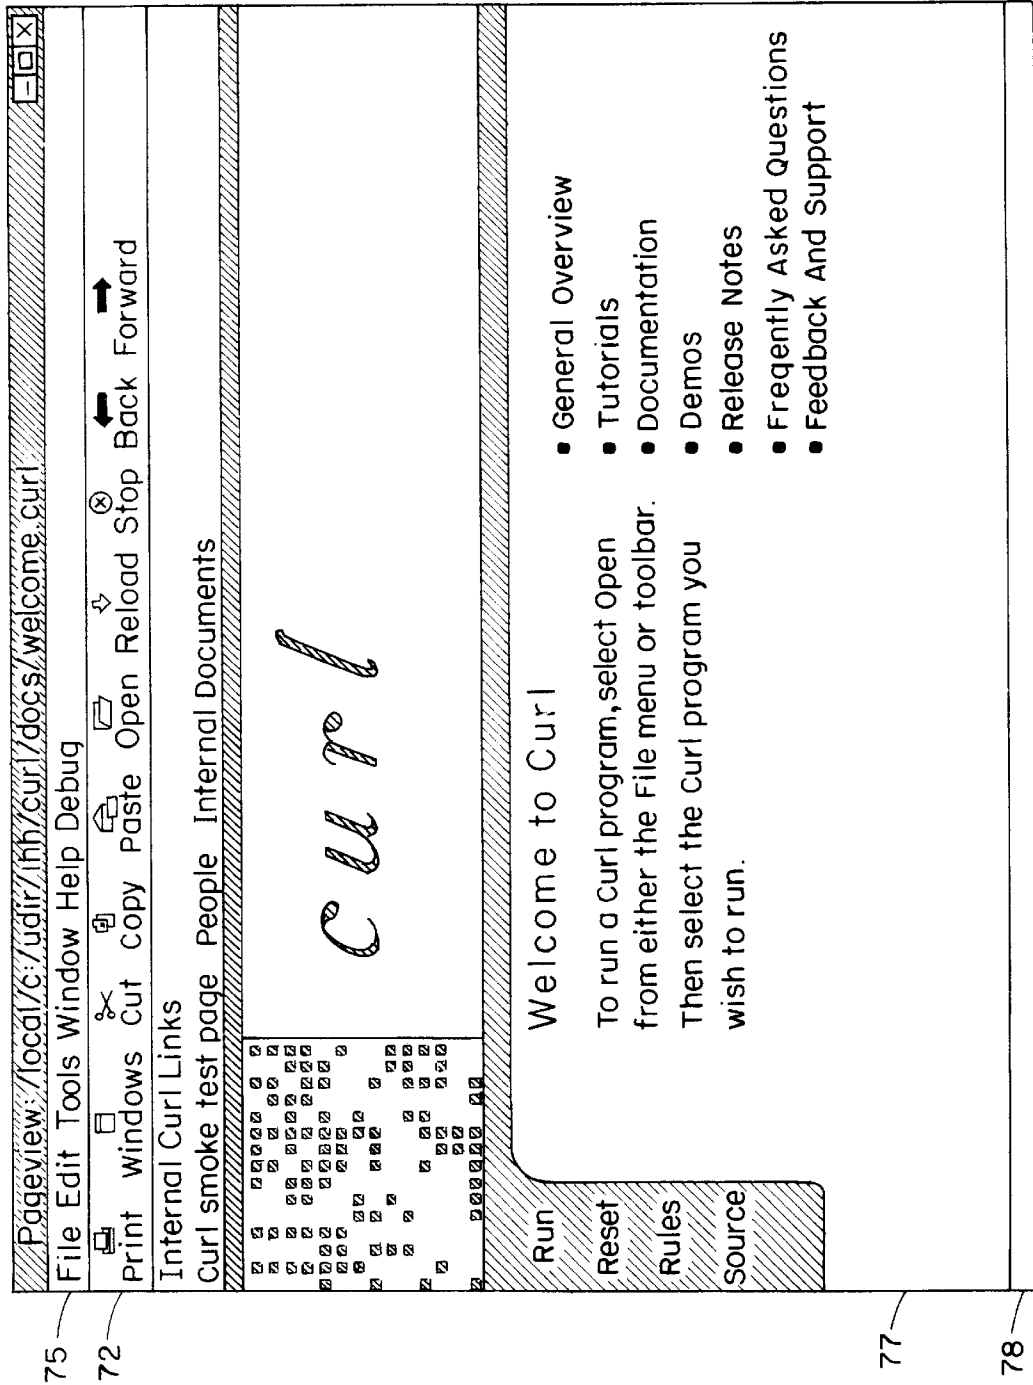 Pageview:/local/c:/udir/ihh/curl/docs/welcome.curl
75
File Edit Tools Window Help Debug
72
Print Windows Cut Copy Paste Open Reload Stop Back Forward
Internal Curl Links
Curl smoke test page People Internal Documents
curl
Run
Reset
Rules
Source
Welcome to Curl
To run a Curl program, select Open
from either the File menu or toolbar.
Then select the Curl program you
wish to run.
• General Overview
• Tutorials
• Documentation
• Demos
• Release Notes
• Freqently Asked Questions
• Feedback And Support
77
78